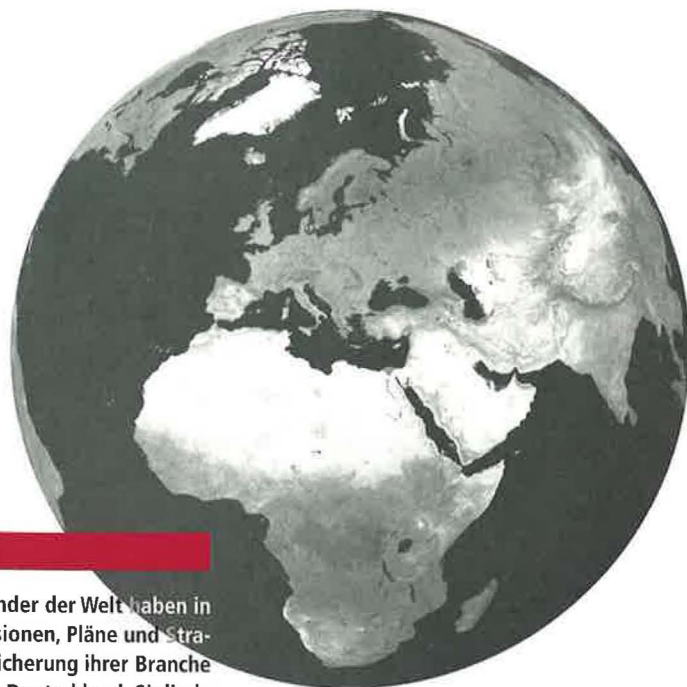 nder der Welt haben in
sionen, Pläne und Stra-
icherung ihrer Branche